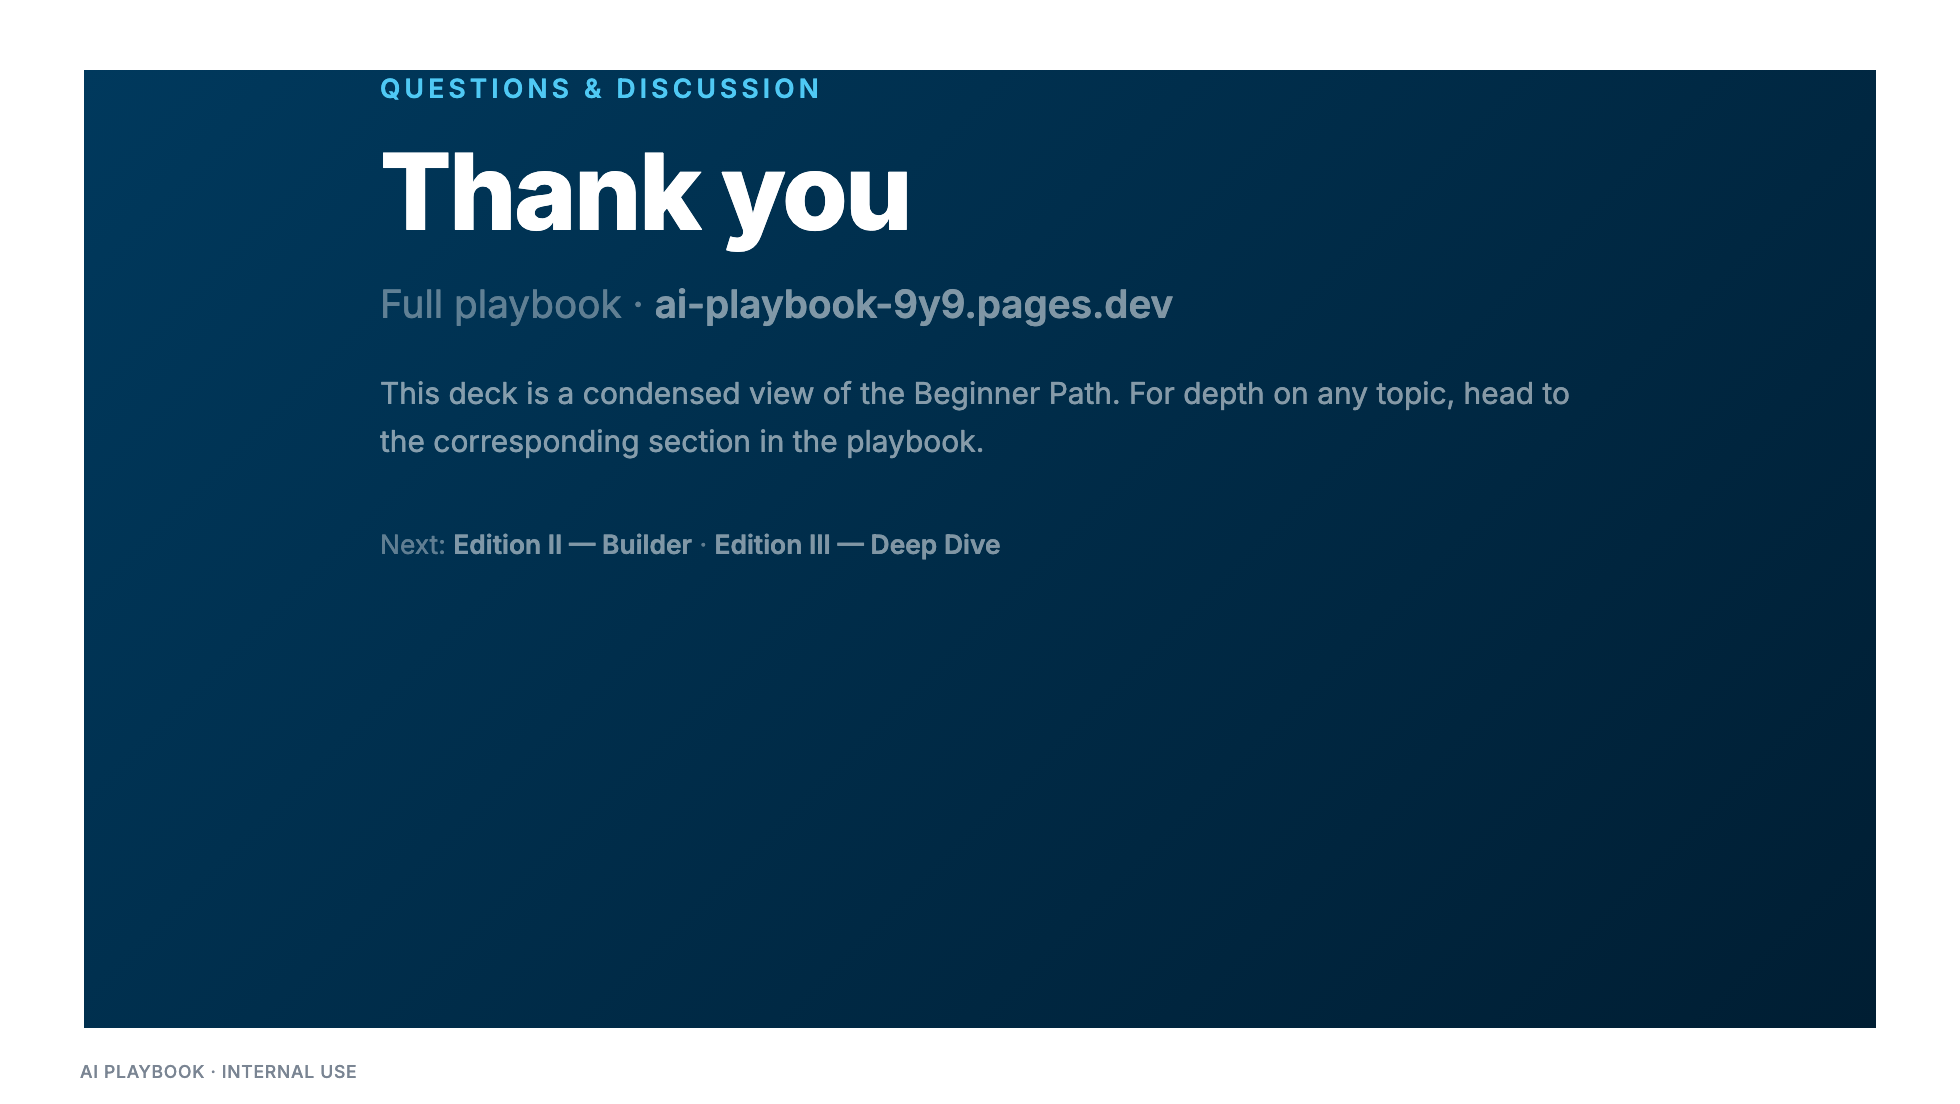 QUESTIONS & DISCUSSION
Thank you
Full playbook · ai-playbook-9y9.pages.dev
This deck is a condensed view of the Beginner Path. For depth on any topic, head to
the corresponding section in the playbook.
Next: Edition II — Builder · Edition III — Deep Dive
AI PLAYBOOK · INTERNAL USE